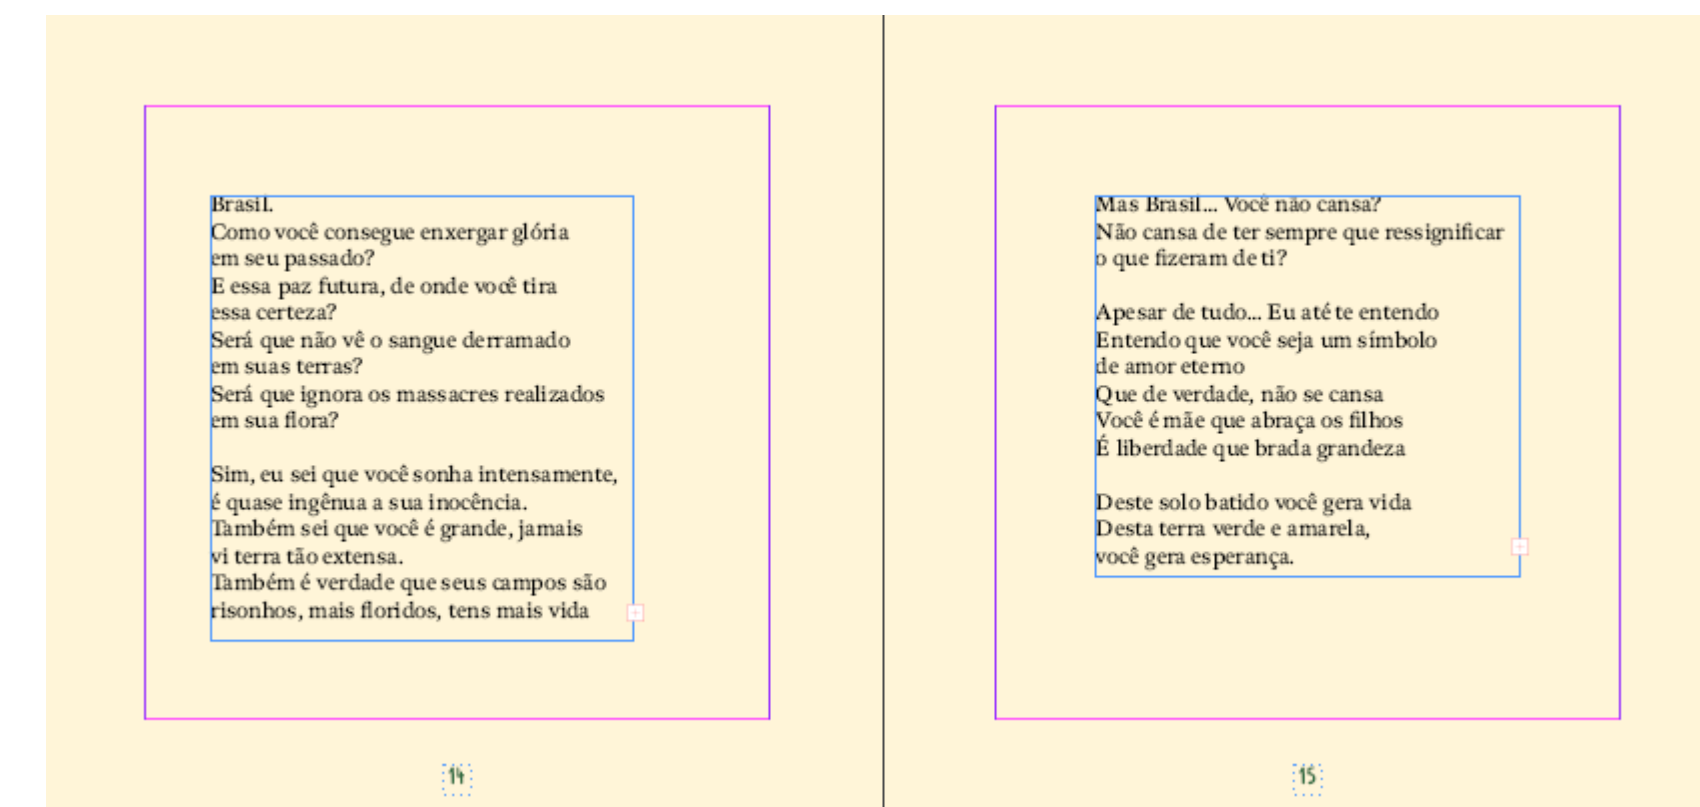 Brasil.
Como você consegue enxergar glória
em seu passado?
E essa paz futura, de onde você tira
essa certeza?
Será que não vê o sangue derramado
em suas terras?
Será que ignora os massacres realizados
em sua flora?
Sim, eu sei que você sonha intensamente,
é quase ingênua a sua inocência.
Também sei que você é grande, jamais
vi terra tão extensa.
Também é verdade que seus campos são
risonhos, mais floridos, tens mais vida
14
Mas Brasil... Você não cansa?
Não cansa de ter sempre que ressignificar
o que fizeram de ti?
Apesar de tudo... Eu até te entendo
Entendo que você seja um símbolo
de amor eterno
Que de verdade, não se cansa
Você é mãe que abraça os filhos
É liberdade que brada grandeza
Deste solo batido você gera vida
Desta terra verde e amarela,
você gera esperança.
15